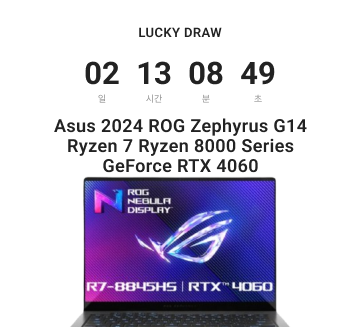 LUCKY DRAW
02 13 08 49
일 시간 분 초
Asus 2024 ROG Zephyrus G14
Ryzen 7 Ryzen 8000 Series
GeForce RTX 4060
ROG
NEBULA
DISPLAY
R7-8845HS | RTX™ 4060